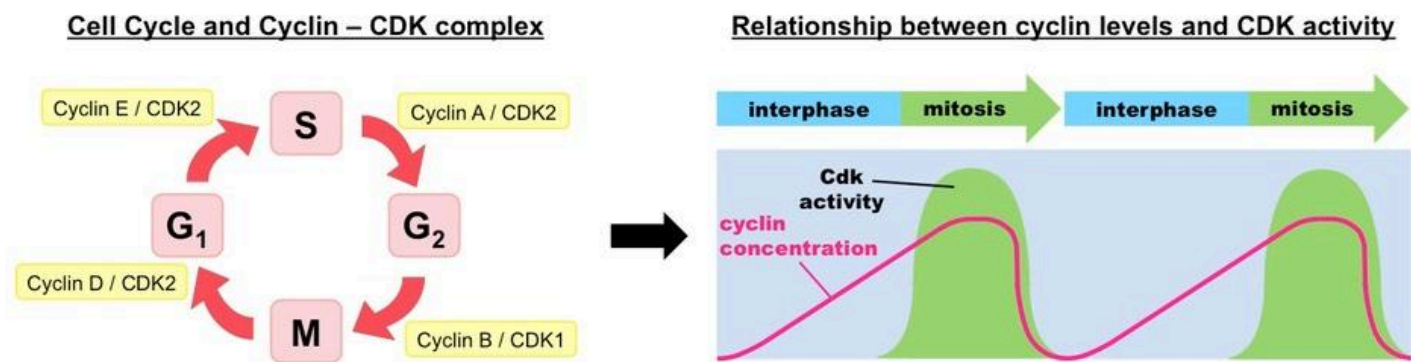 Cell Cycle and Cyclin – CDK complex
Cyclin E / CDK2
S
Cyclin A / CDK2
G₁
G₂
Cyclin D / CDK2
M
Cyclin B / CDK1
Relationship between cyclin levels and CDK activity
interphase mitosis interphase mitosis
Cdk
activity
cyclin
concentration